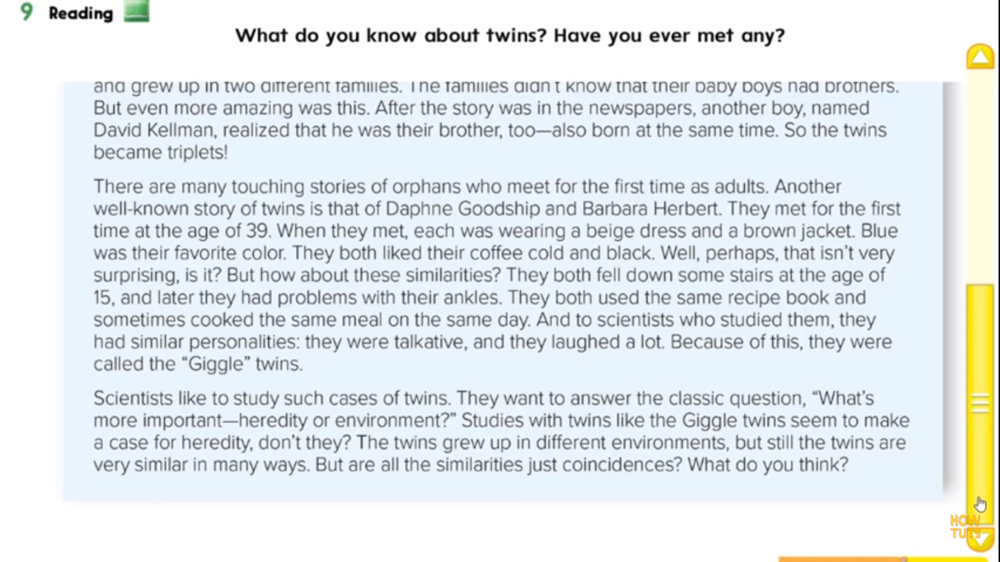 9 Reading
What do you know about twins? Have you ever met any?
and grew up in two different families. The families didn't know that their baby boys had brothers.
But even more amazing was this. After the story was in the newspapers, another boy, named
David Kellman, realized that he was their brother, too—also born at the same time. So the twins
became triplets!
There are many touching stories of orphans who meet for the first time as adults. Another
well-known story of twins is that of Daphne Goodship and Barbara Herbert. They met for the first
time at the age of 39. When they met, each was wearing a beige dress and a brown jacket. Blue
was their favorite color. They both liked their coffee cold and black. Well, perhaps, that isn't very
surprising, is it? But how about these similarities? They both fell down some stairs at the age of
15, and later they had problems with their ankles. They both used the same recipe book and
sometimes cooked the same meal on the same day. And to scientists who studied them, they
had similar personalities: they were talkative, and they laughed a lot. Because of this, they were
called the “Giggle” twins.
Scientists like to study such cases of twins. They want to answer the classic question, “What's
more important—heredity or environment?” Studies with twins like the Giggle twins seem to make
a case for heredity, don't they? The twins grew up in different environments, but still the twins are
very similar in many ways. But are all the similarities just coincidences? What do you think?
HOW
TUTS